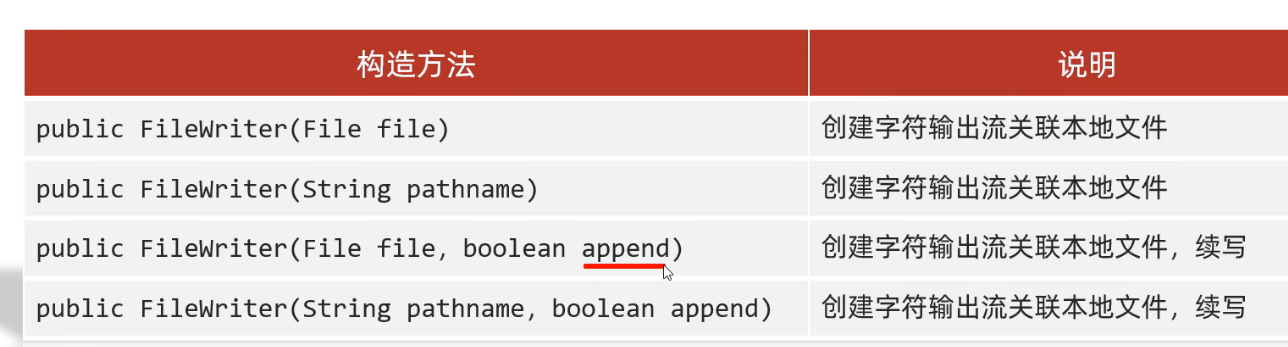 构造方法 说明
public FileWriter(File file) 创建字符输出流关联本地文件
public FileWriter(String pathname) 创建字符输出流关联本地文件
public FileWriter(File file, boolean append) 创建字符输出流关联本地文件，续写
public FileWriter(String pathname, boolean append) 创建字符输出流关联本地文件，续写